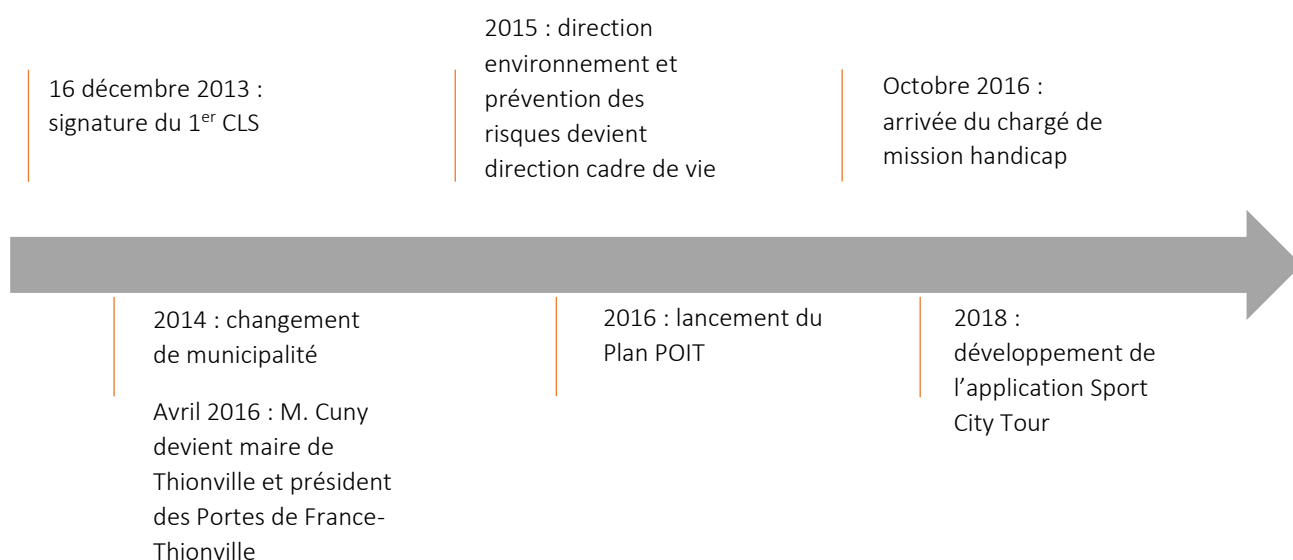 16 décembre 2013 :
signature du 1er CLS
2015 : direction
environnement et
prévention des
risques devient
direction cadre de vie
Octobre 2016 :
arrivée du chargé de
mission handicap
2014 : changement
de municipalité
Avril 2016 : M. Cuny
devient maire de
Thionville et président
des Portes de France-
Thionville
2016 : lancement du
Plan POIT
2018 :
développement de
l’application Sport
City Tour